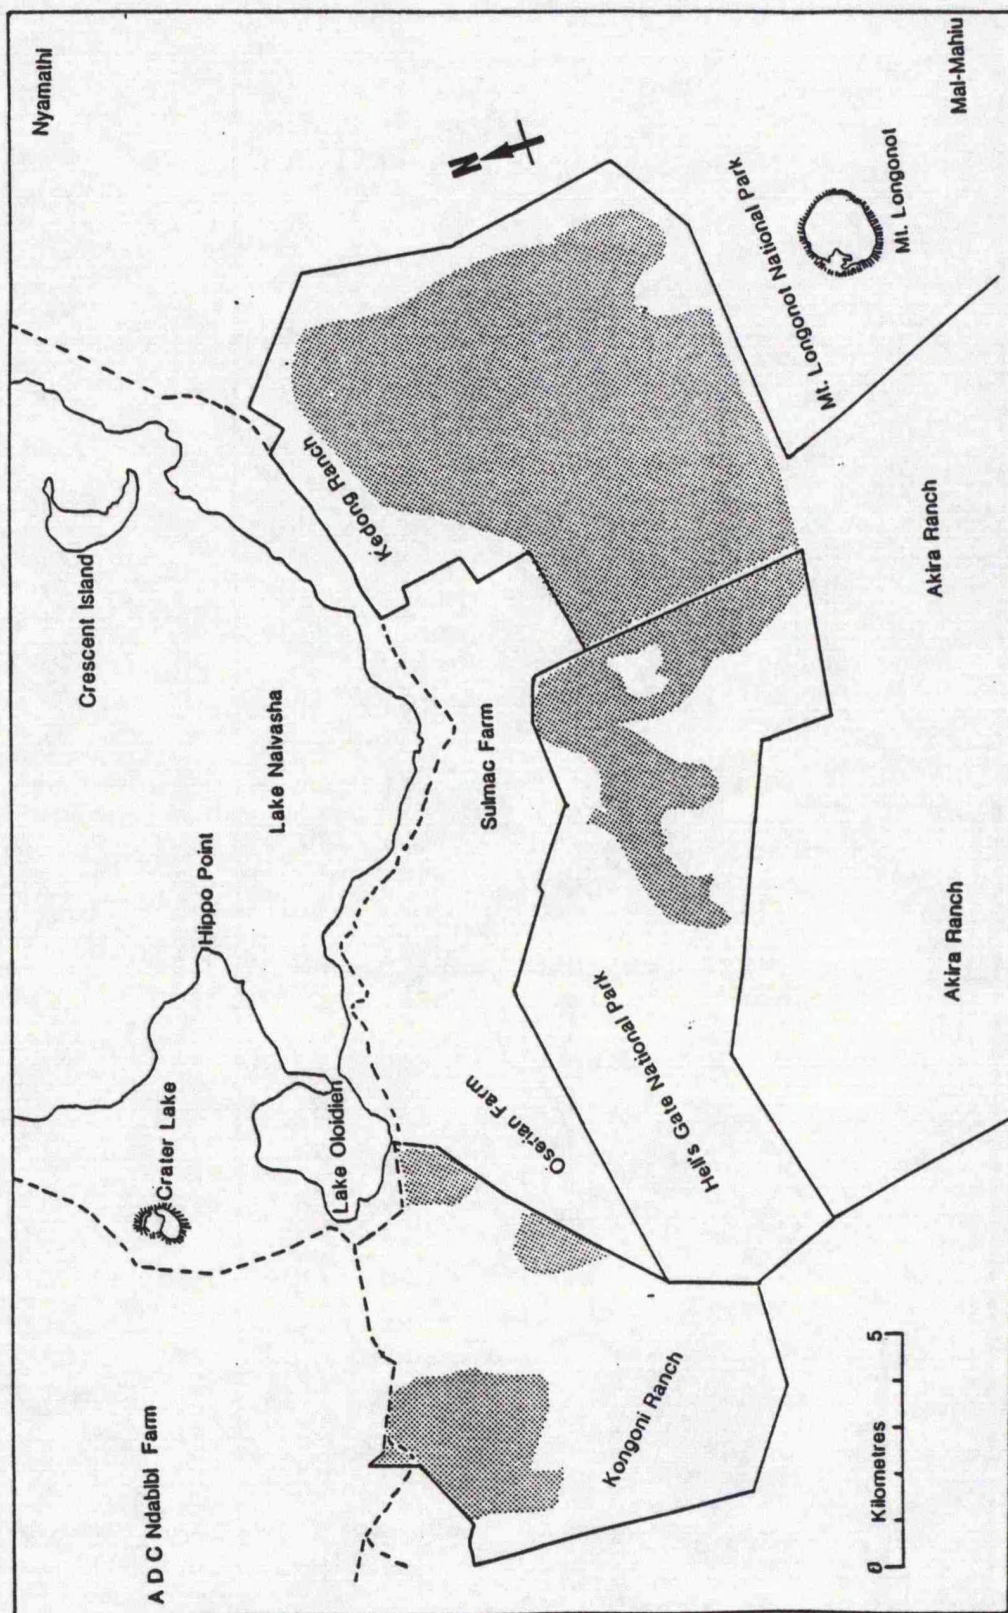 Nyamathi
Crescent Island
Lake Naivasha
Hippo Point
Crater Lake
Lake Oloidien
A D C Ndabibi Farm
N
Kedong Ranch
Sulmac Farm
Oserian Farm
Hell's Gate National Park
Kongoni Ranch
Mt. Longonot National Park
Mt. Longonot
Mai-Mahiu
Akira Ranch
Akira Ranch
0 5
Kilometres